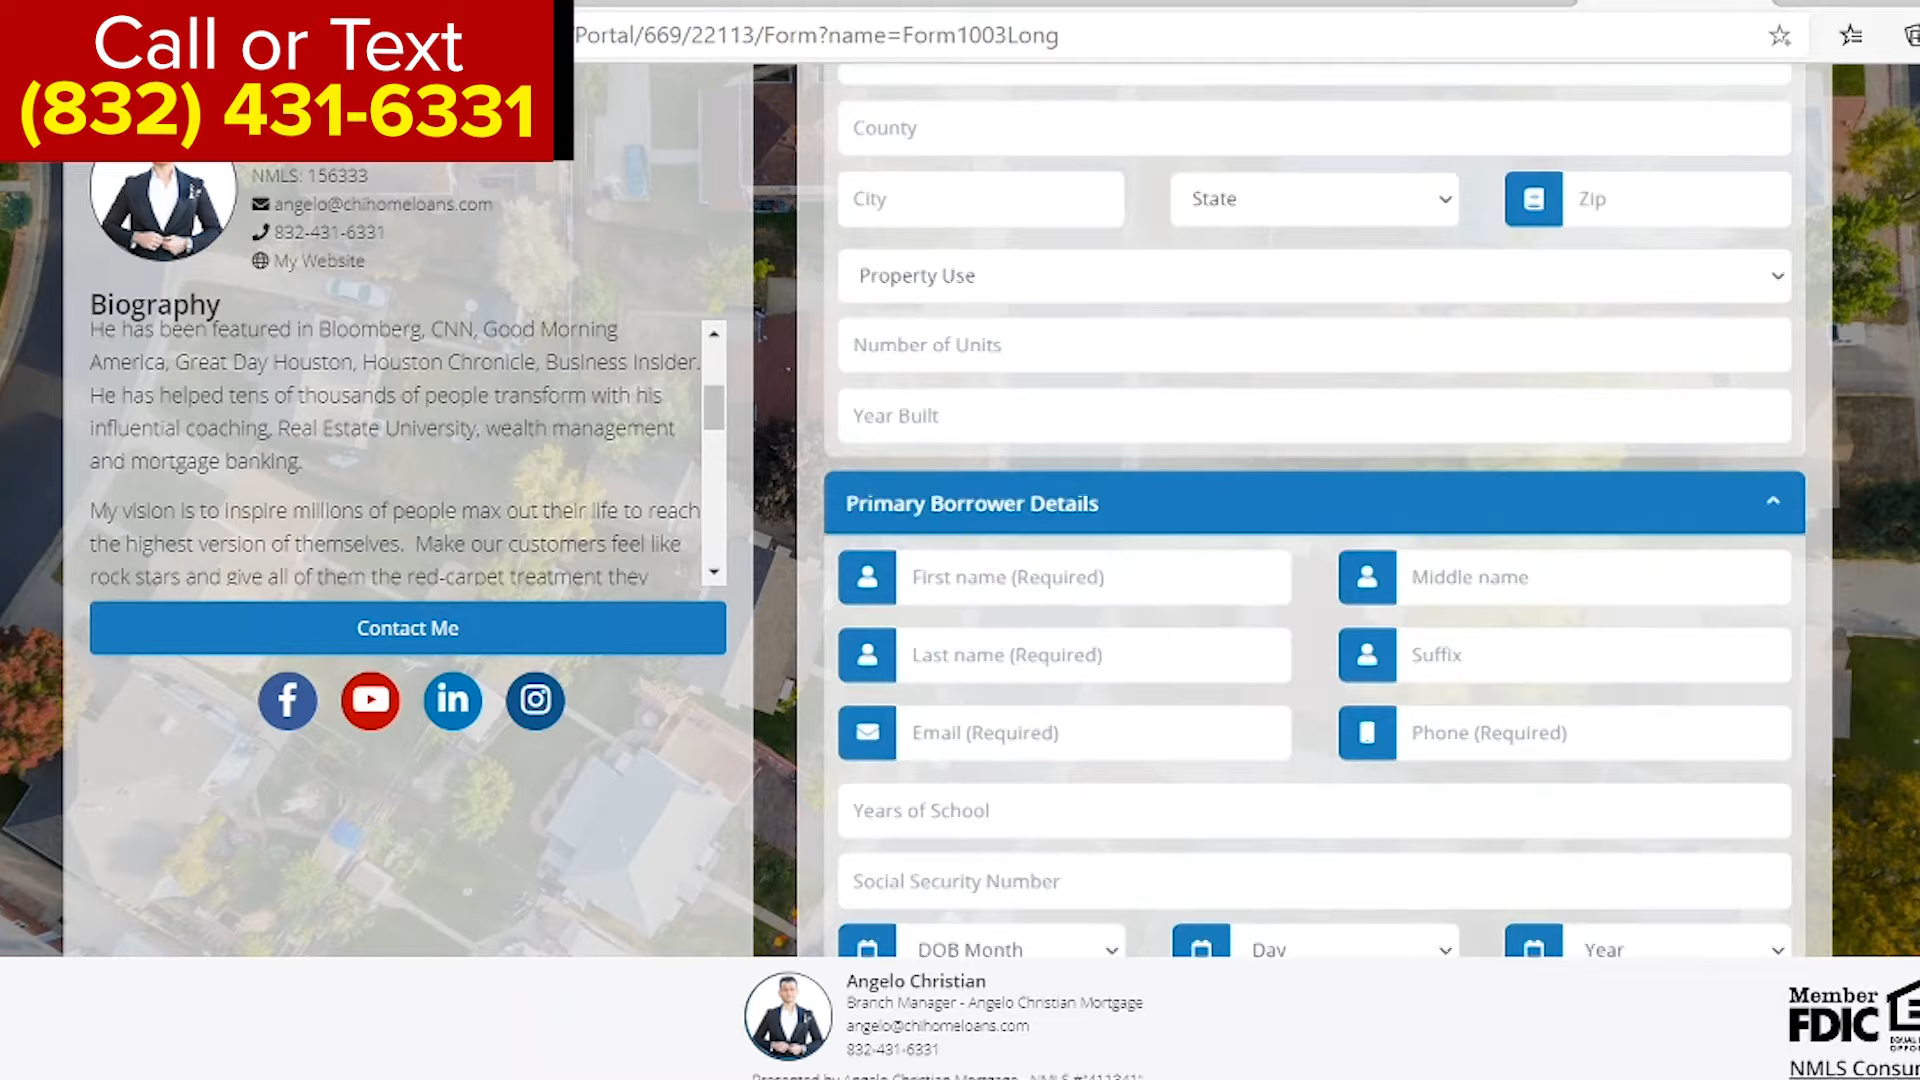 Call or Text
(832) 431-6331
Portal/669/22113/Form?name=Form1003Long
NMLS: 156333
angelo@chihomeloans.com
832-431-6331
My Website
Biography
He has been featured in Bloomberg, CNN, Good Morning
America, Great Day Houston, Houston Chronicle, Business Insider.
He has helped tens of thousands of people transform with his
influential coaching, Real Estate University, wealth management
and mortgage banking.
My vision is to inspire millions of people max out their life to reach
the highest version of themselves. Make our customers feel like
rock stars and give all of them the red-carpet treatment they
Contact Me
County
City
State
Zip
Property Use
Number of Units
Year Built
Primary Borrower Details
First name (Required)
Middle name
Last name (Required)
Suffix
Email (Required)
Phone (Required)
Years of School
Social Security Number
DOB Month
Day
Year
Angelo Christian
Branch Manager - Angelo Christian Mortgage
angelo@chihomeloans.com
832-431-6331
Presented by Angelo Christian Mortgage
Member
FDIC
NMLS